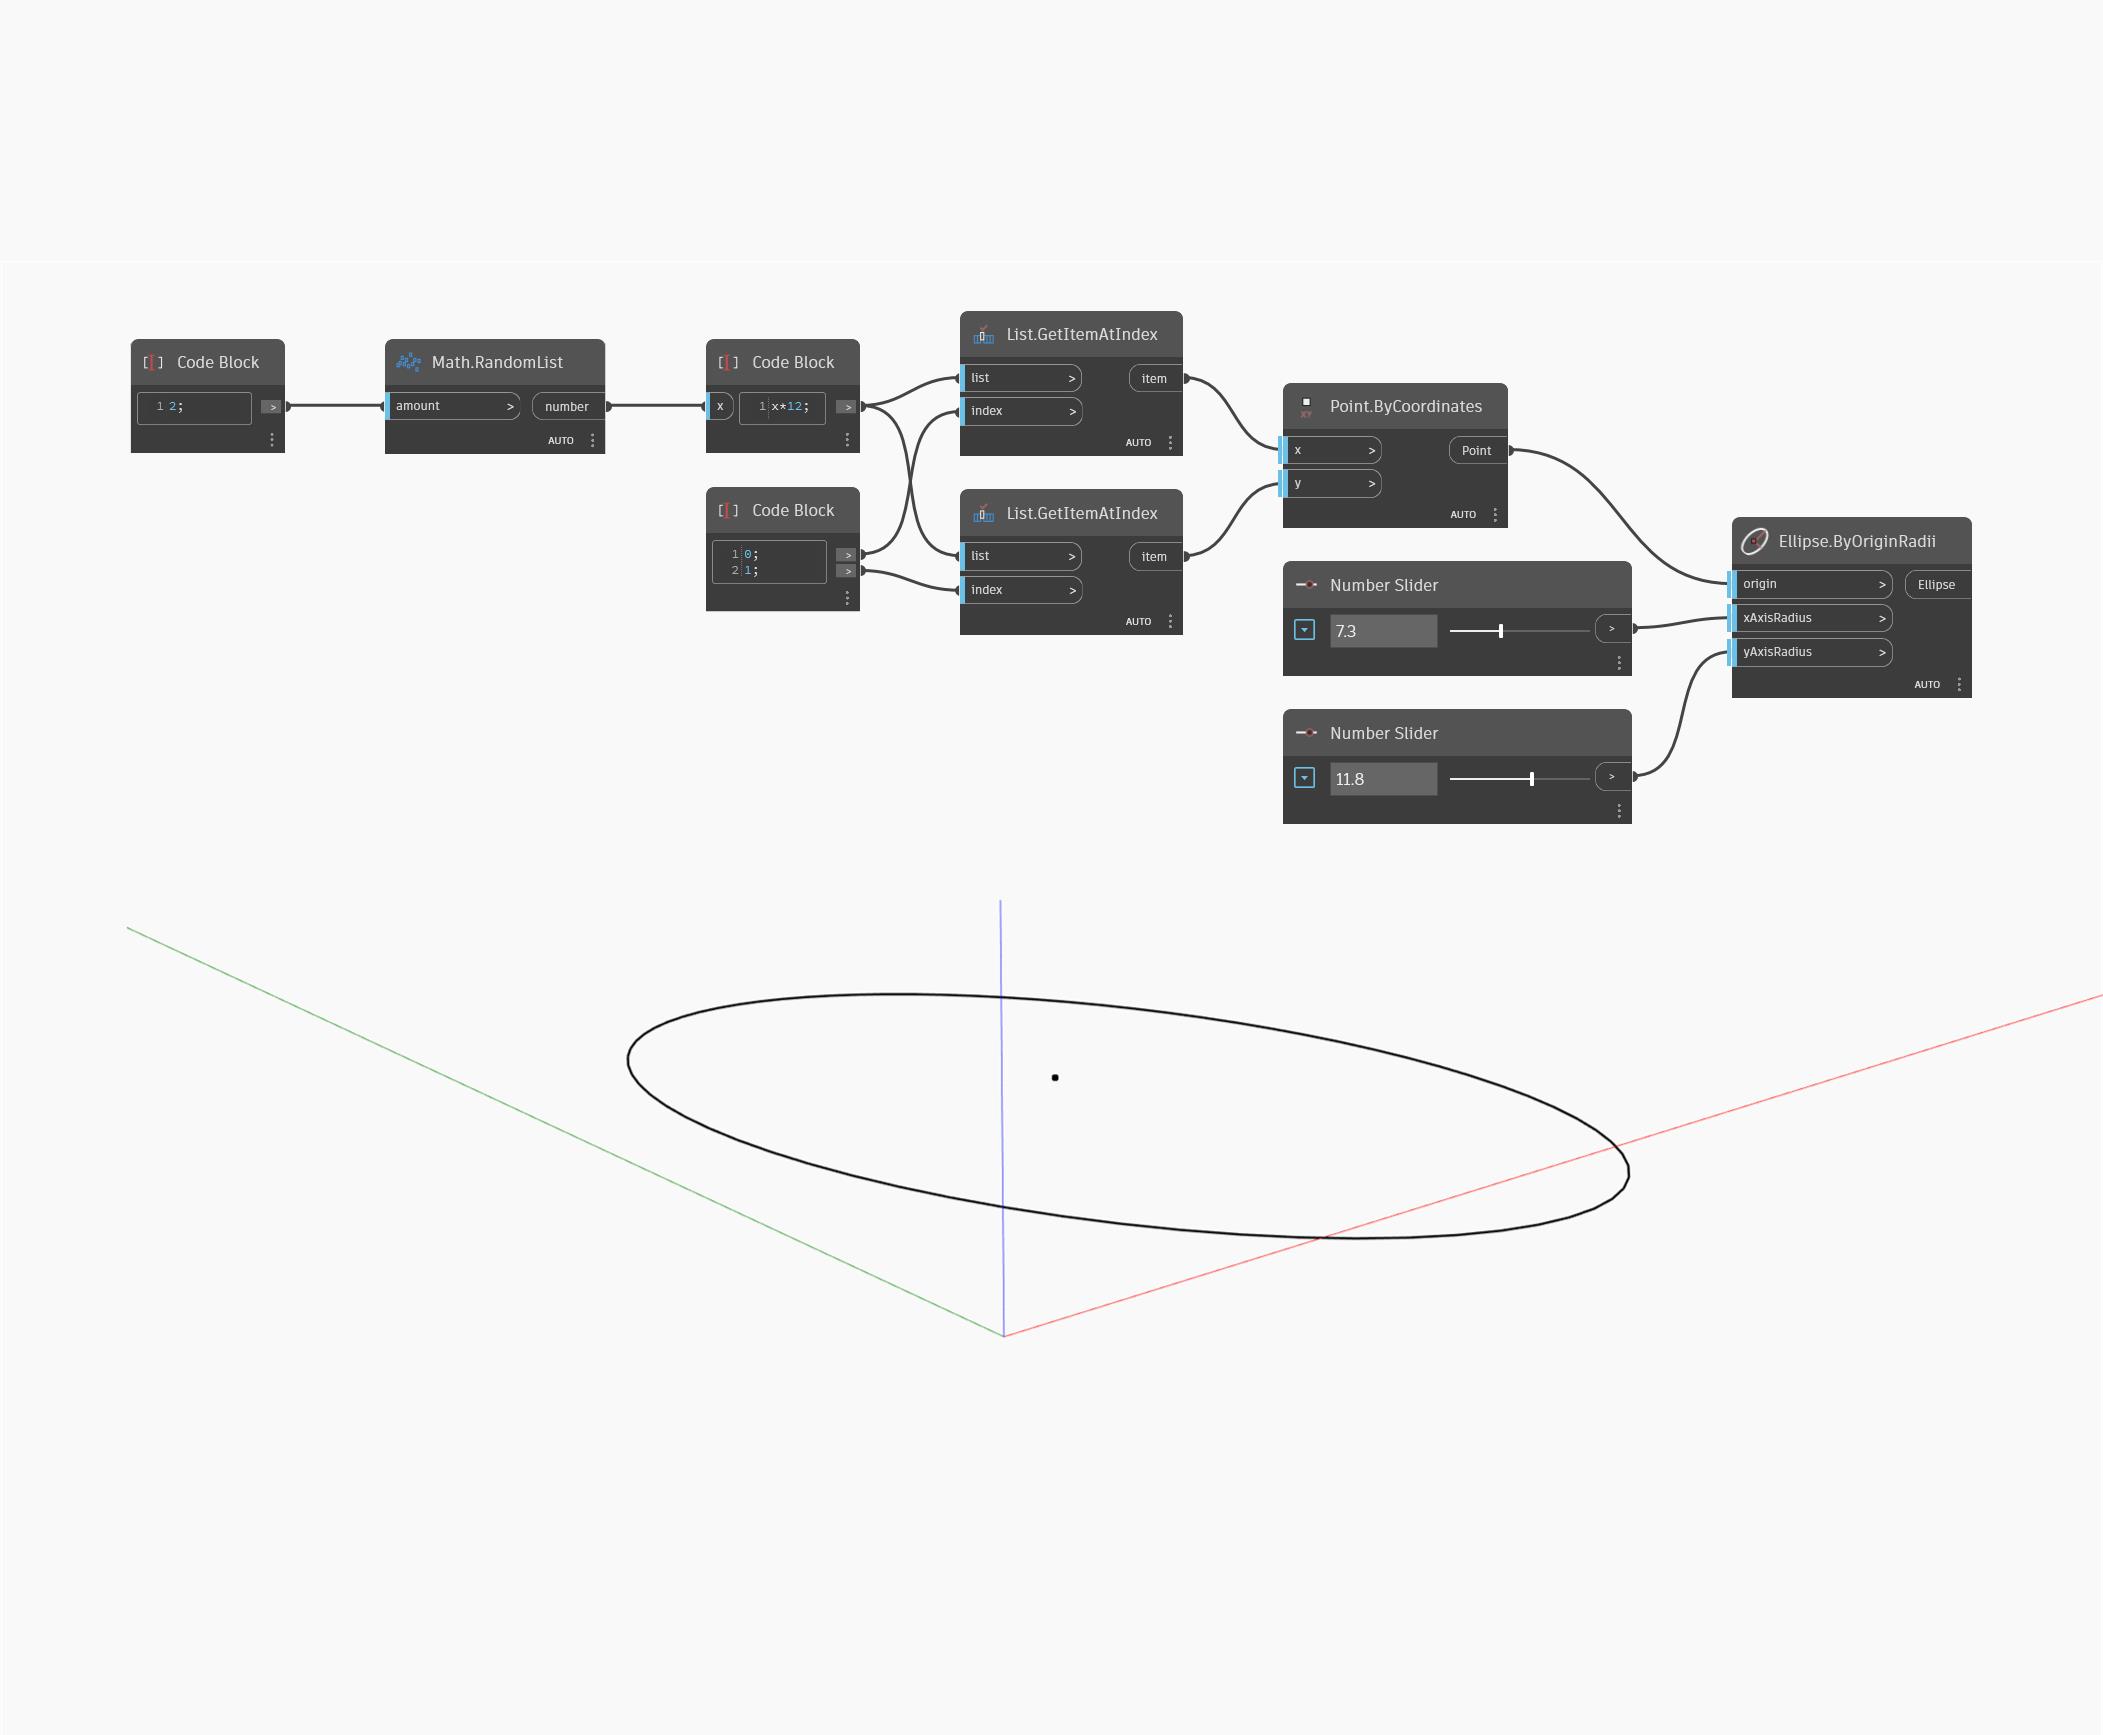 Code Block
1 2;
>
Math.RandomList
amount >
number
AUTO
Code Block
x
1 x*12;
>
Code Block
1 0;
2 1;
>
>
List.GetItemAtIndex
list >
item
index >
AUTO
List.GetItemAtIndex
list >
item
index >
AUTO
XY
Point.ByCoordinates
x >
Point
y >
AUTO
Number Slider
7.3
>
Number Slider
11.8
>
Ellipse.ByOriginRadii
origin >
Ellipse
xAxisRadius >
yAxisRadius >
AUTO